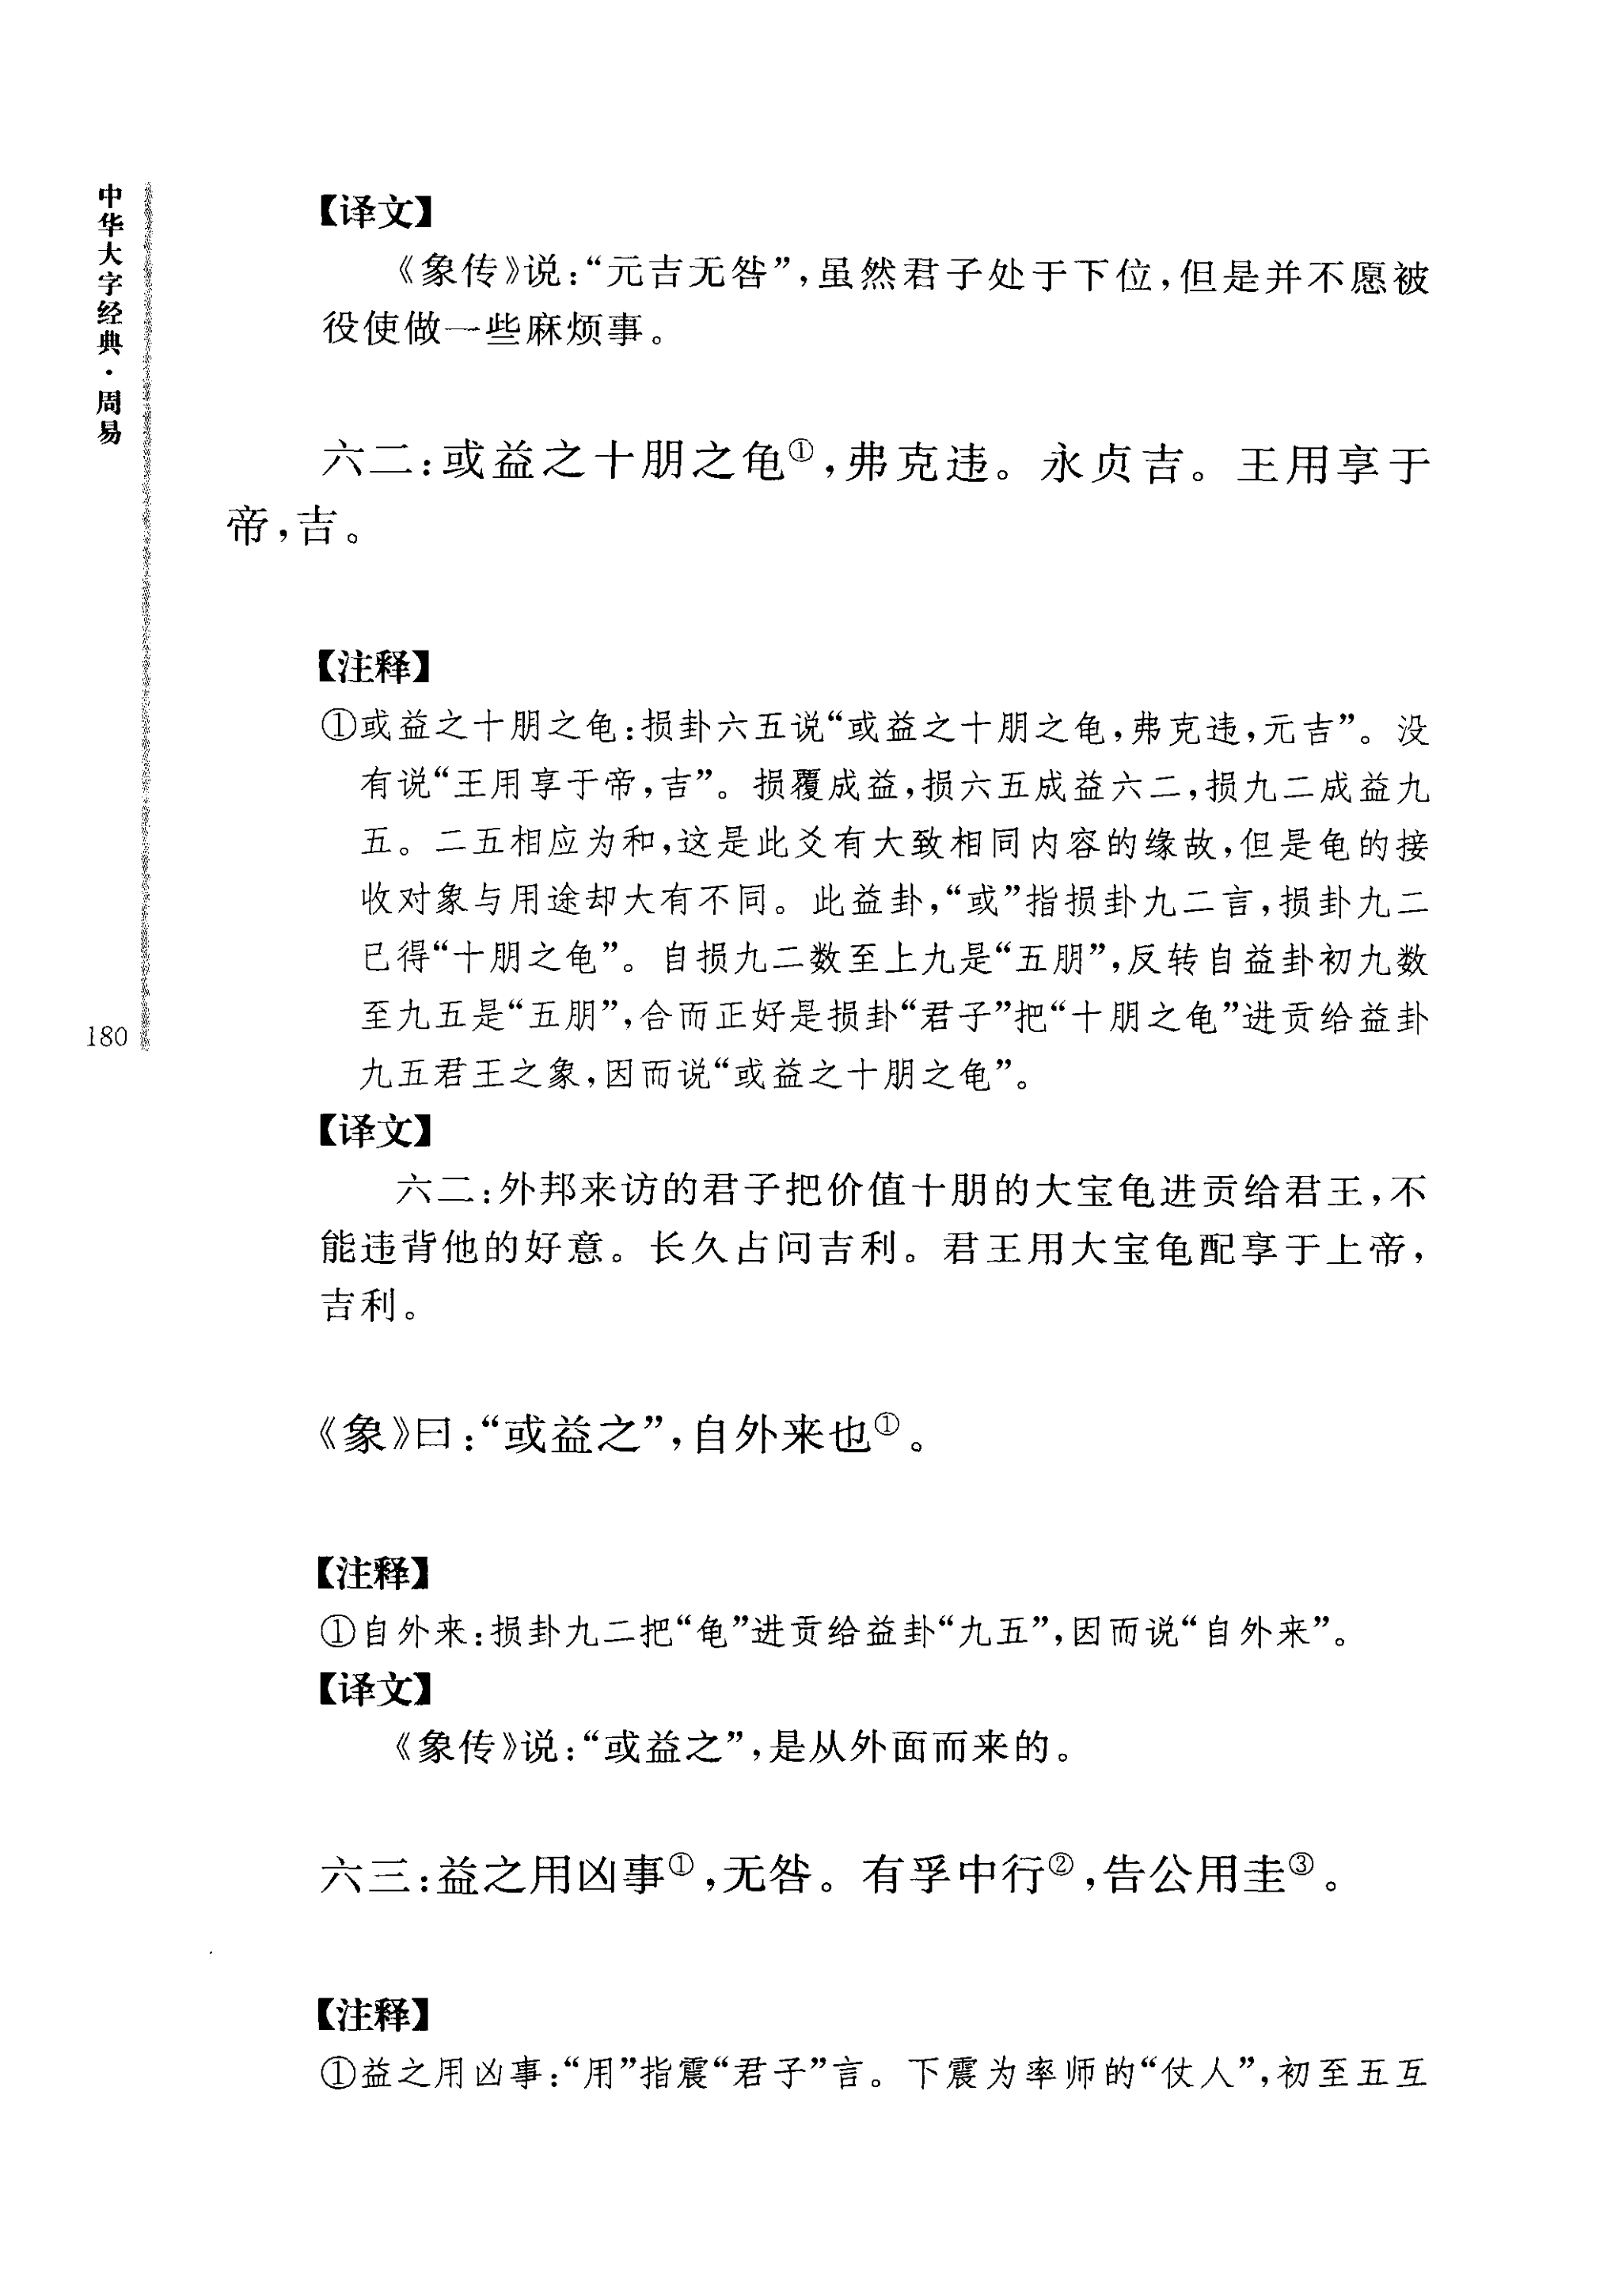 中华大字经典·周易
180
【译文】
《象传》说:“元吉无咎”,虽然君子处于下位,但是并不愿被
役使做一些麻烦事。
六二:或益之十朋之龟①,弗克违。永贞吉。王用享于
帝,吉。
【注释】
①或益之十朋之龟:损卦六五说“或益之十朋之龟,弗克违,元吉”。没
有说“王用享于帝,吉”。损覆成益,损六五成益六二,损九二成益九
五。二五相应为和,这是此爻有大致相同内容的缘故,但是龟的接
收对象与用途却大有不同。此益卦,“或”指损卦九二言,损卦九二
已得“十朋之龟”。自损九二数至上九是“五朋”,反转自益卦初九数
至九五是“五朋”,合而正好是损卦“君子”把“十朋之龟”进贡给益卦
九五君王之象,因而说“或益之十朋之龟”。
【译文】
六二:外邦来访的君子把价值十朋的大宝龟进贡给君王,不
能违背他的好意。长久占问吉利。君王用大宝龟配享于上帝,
吉利。
《象》曰:“或益之”,自外来也①。
【注释】
①自外来:损卦九二把“龟”进贡给益卦“九五”,因而说“自外来”。
【译文】
《象传》说:“或益之”,是从外面而来的。
六三:益之用凶事①,无咎。有孚中行②,告公用圭③。
【注释】
①益之用凶事:“用”指震“君子”言。下震为率师的“仗人”,初至五互